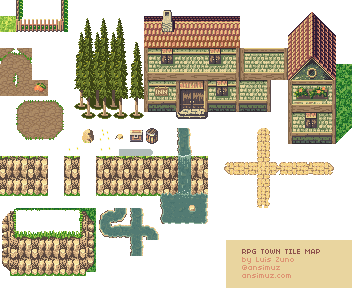 INN
RPG TOWN TILE MAP
by Luis Zuno
@ansimuz
ansimuz.com